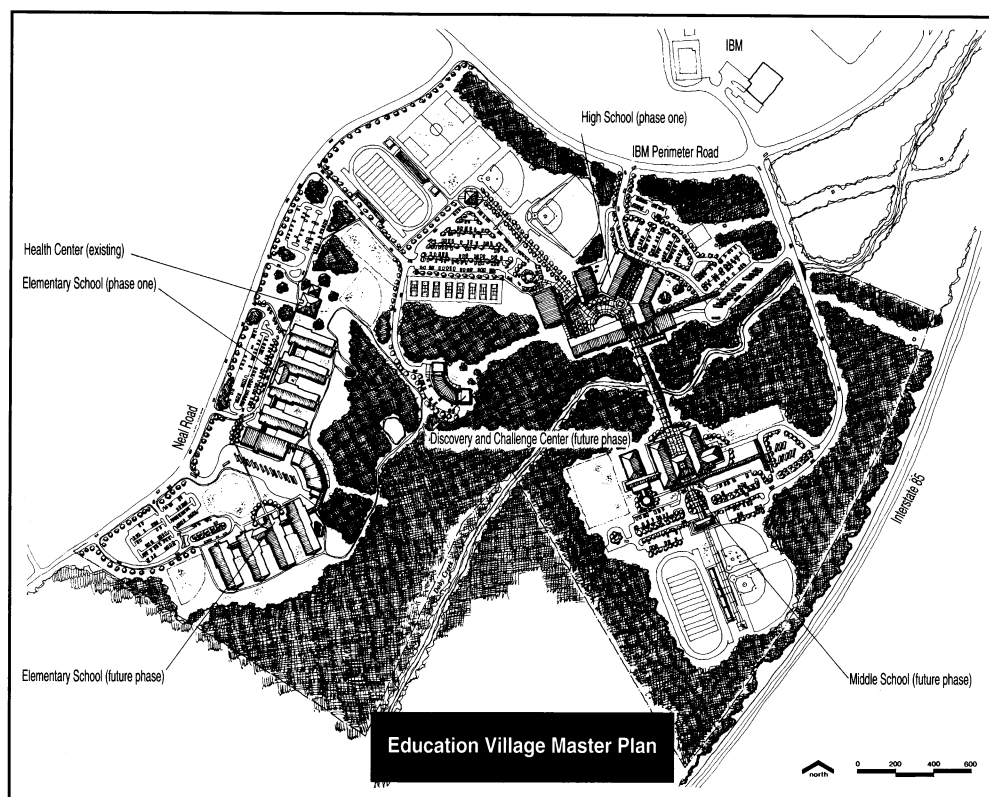 IBM
High School (phase one)
IBM Perimeter Road
Health Center (existing)
Elementary School (phase one)
Neal Road
Discovery and Challenge Center (future phase)
Interstate 85
Elementary School (future phase)
Middle School (future phase)
Education Village Master Plan
north
0 200 400 600